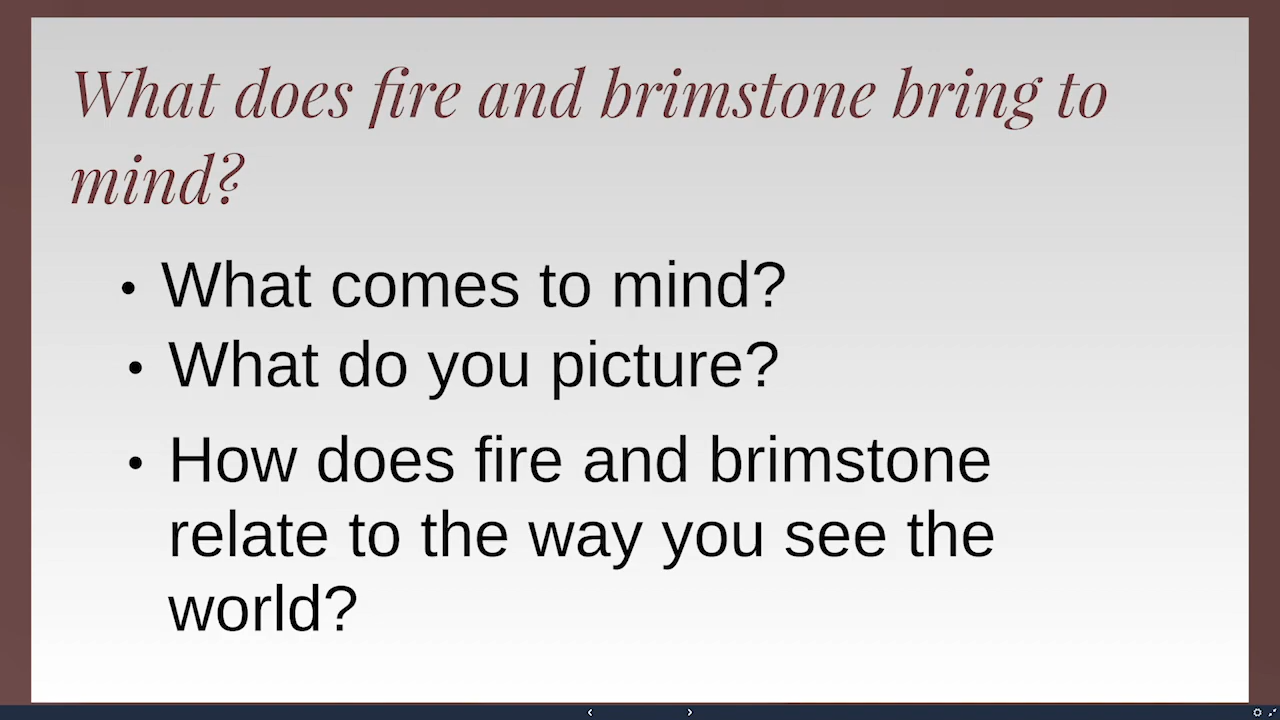 What does fire and brimstone bring to
mind?
• What comes to mind?
• What do you picture?
• How does fire and brimstone
relate to the way you see the
world?